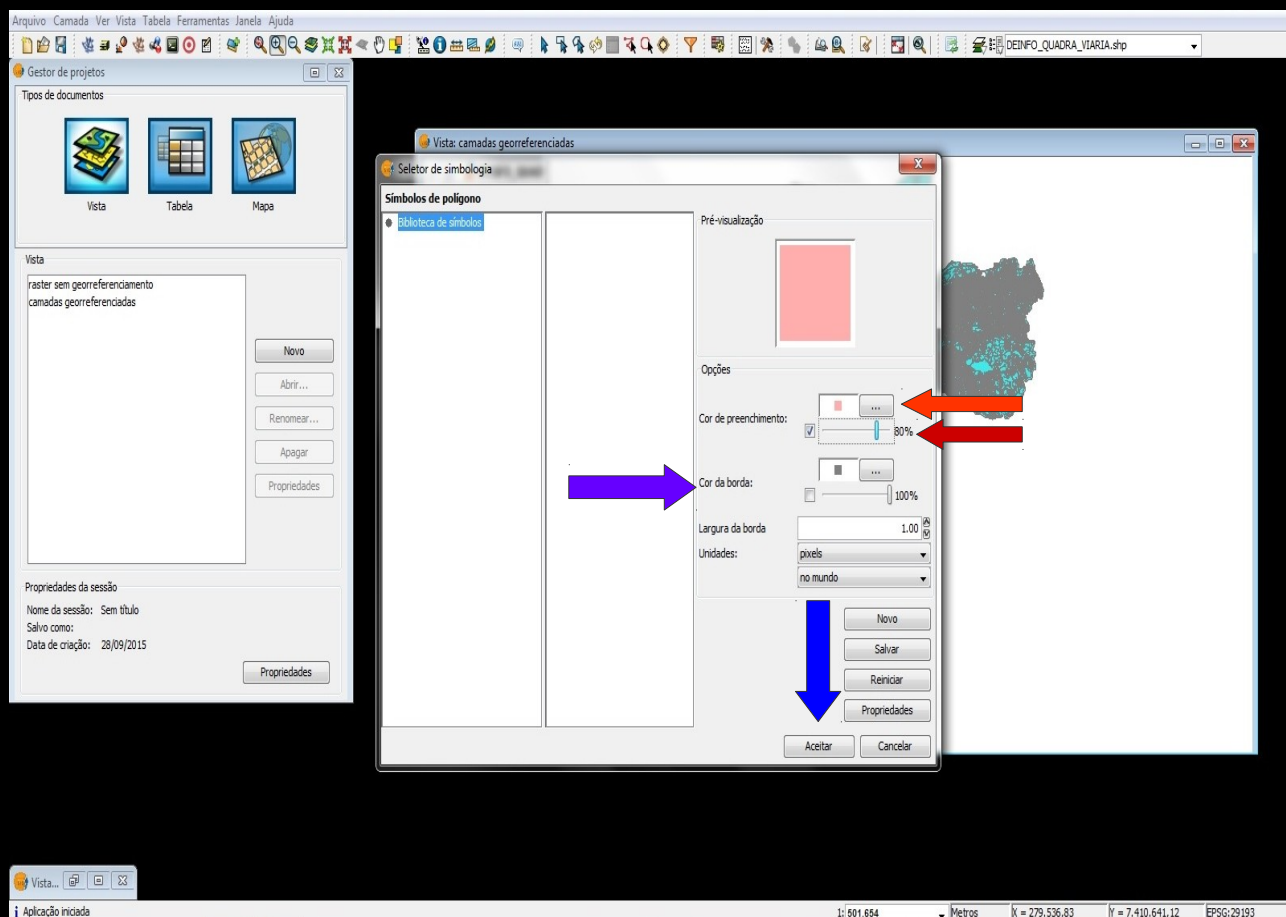 Arquivo Camada Ver Vista Tabela Ferramentas Janela Ajuda
DEINFO_QUADRA_VIARIA.shp
Gestor de projetos
Tipos de documentos
Vista Tabela Mapa
Vista
raster sem georreferenciamento
camadas georreferenciadas
Novo
Abrir...
Renomear...
Apagar
Propriedades
Propriedades da sessão
Nome da sessão: Sem título
Salvo como:
Data de criação: 28/09/2015
Propriedades
Vista: camadas georreferenciadas
Seletor de simbologia
Símbolos de polígono
Biblioteca de símbolos
Pré-visualização
Opções
Cor de preenchimento:
...
80%
Cor da borda:
...
100%
Largura da borda 1.00
Unidades: pixels
no mundo
Novo
Salvar
Reiniciar
Propriedades
Aceitar Cancelar
Vista...
Aplicação iniciada 1: 501.654 Metros X = 279.536,83 Y = 7.410.641,12 EPSG:29193